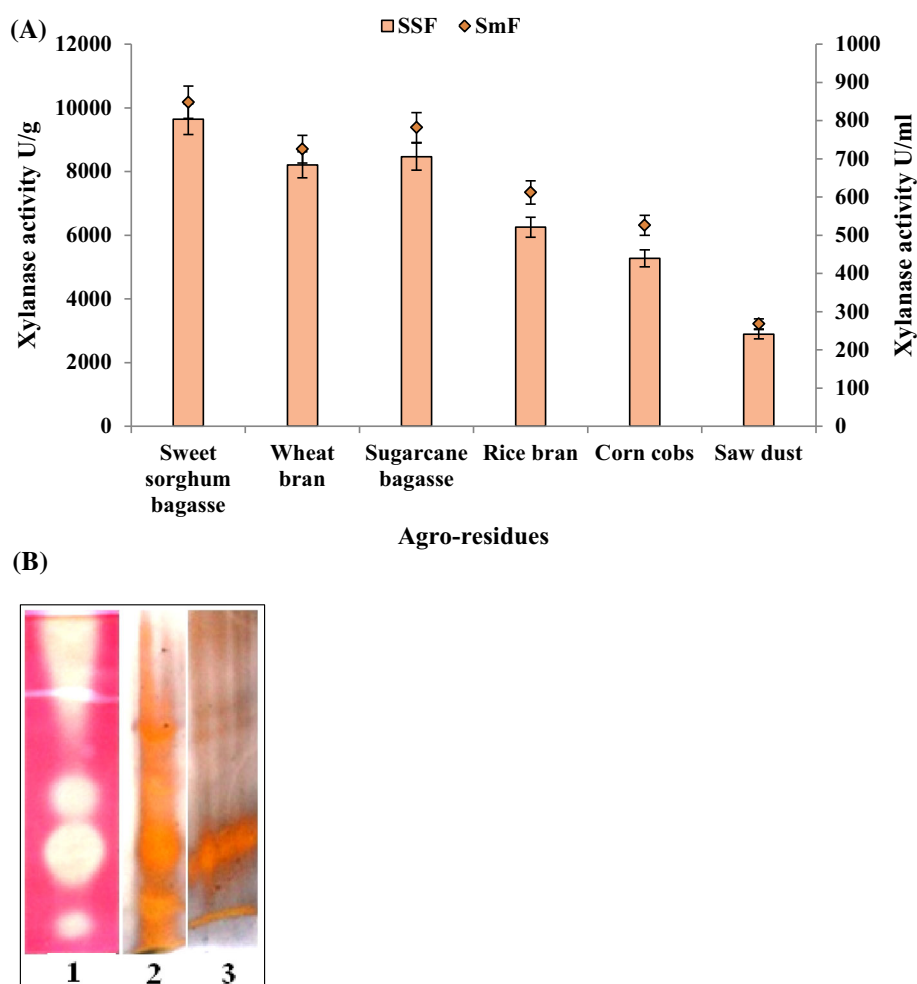 (A)
SSF SmF
Xylanase activity U/g
12000
10000
8000
6000
4000
2000
0
1000
900
800
700
600
500
400
300
200
100
0
Xylanase activity U/ml
Sweet sorghum bagasse
Wheat bran
Sugarcane bagasse
Rice bran
Corn cobs
Saw dust
Agro-residues
(B)
1 2 3